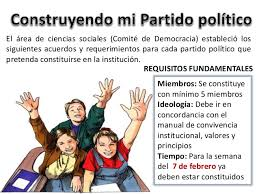 Construyendo mi Partido político
El área de ciencias sociales (Comité de Democracia) estableció los
siguientes acuerdos y requerimientos para cada partido político que
pretenda constituirse en la institución.
REQUISITOS FUNDAMENTALES
Miembros: Se constituye
con mínimo 5 miembros
Ideologia: Debe ir en
concordancia con el manual
de convivencia
institucional, valores y
principios
Tiempo: Para la semana
del 7 de febrero ya
deben estar constituidos